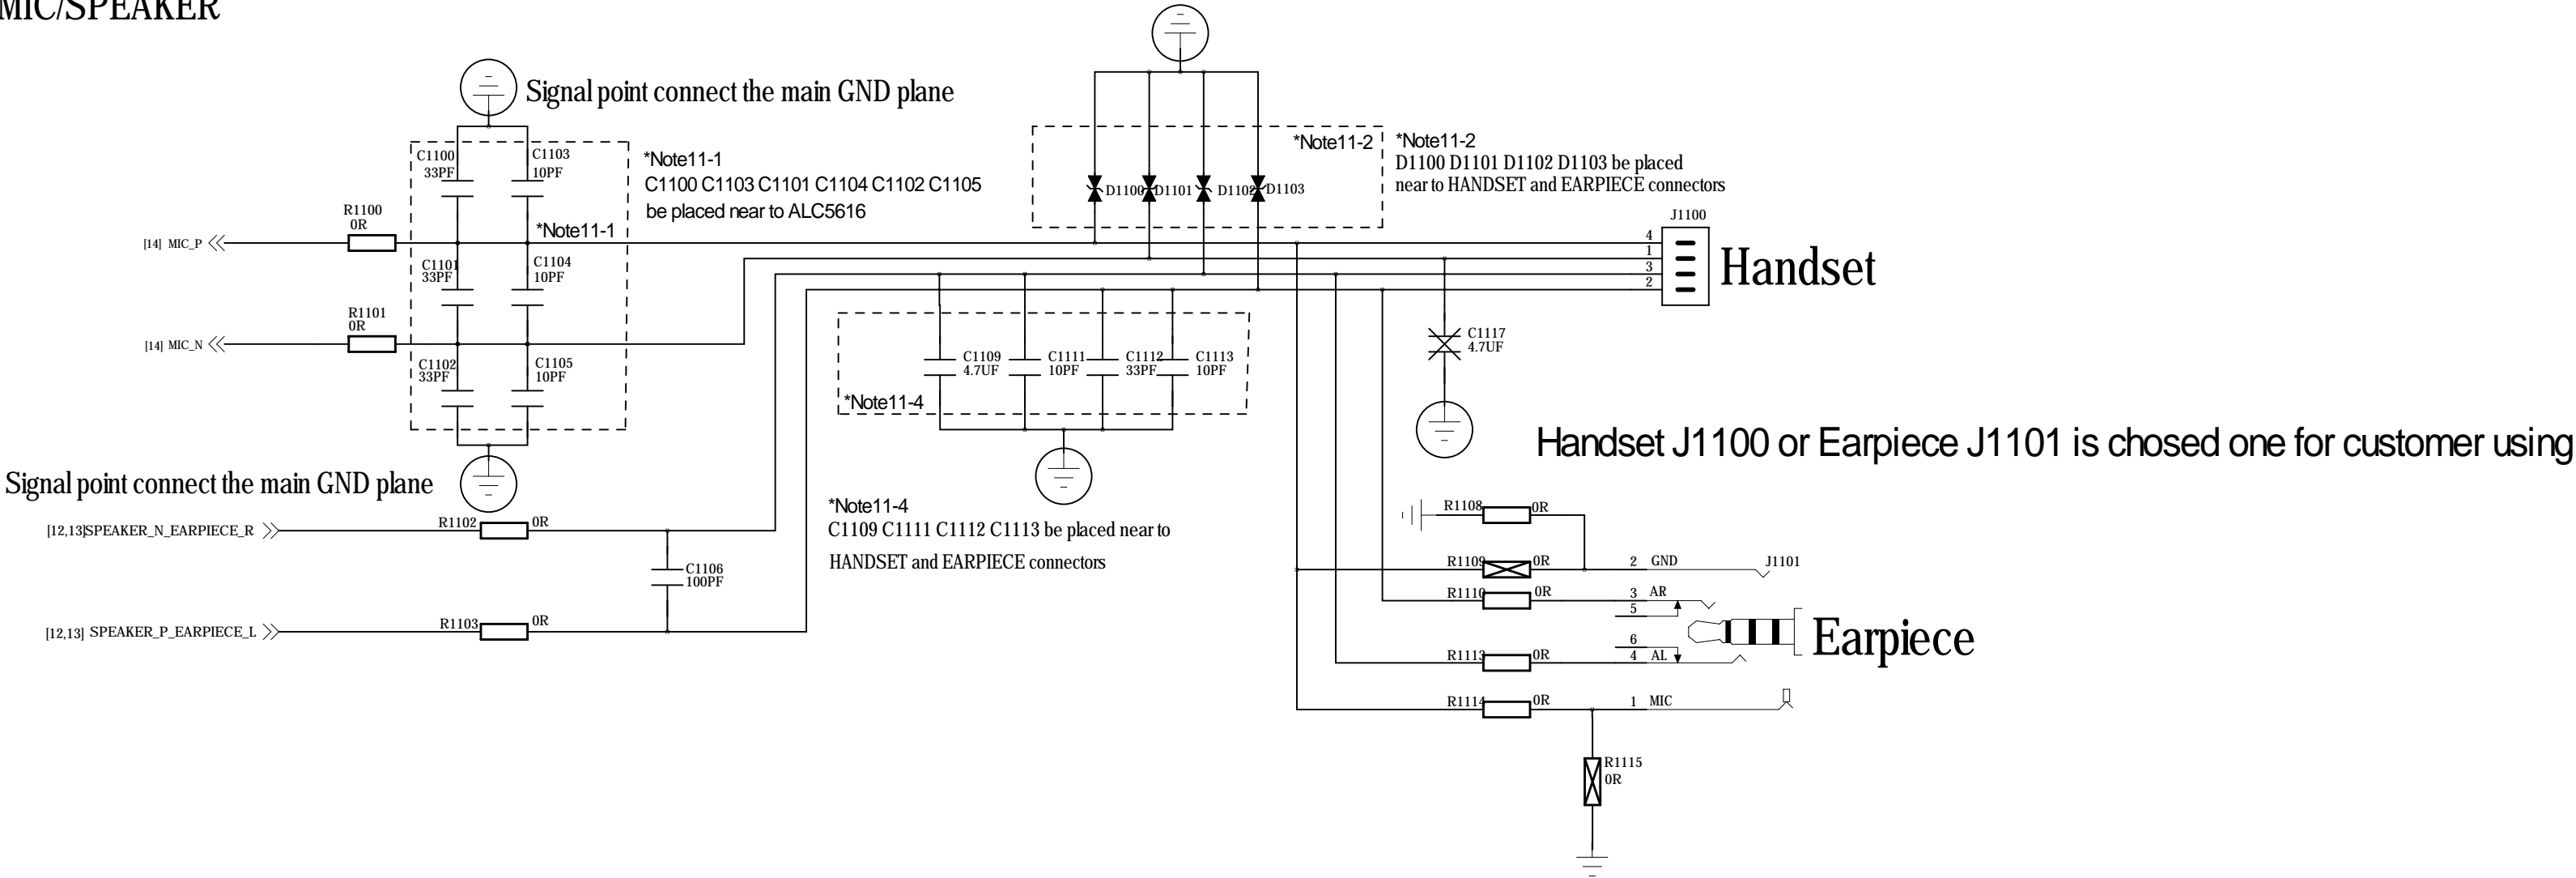 MIC/SPEAKER
Signal point connect the main GND plane
C1100
33PF
C1103
10PF
*Note11-1
C1100 C1103 C1101 C1104 C1102 C1105
be placed near to ALC5616
*Note11-2
D1100
D1101
D1102
D1103
*Note11-2
D1100 D1101 D1102 D1103 be placed
near to HANDSET and EARPIECE connectors
R1100
0R
[14] MIC_P
*Note11-1
C1101
33PF
C1104
10PF
R1101
0R
[14] MIC_N
C1102
33PF
C1105
10PF
J1100
4
1
3
2
Handset
C1109
4.7UF
C1111
10PF
C1112
33PF
C1113
10PF
*Note11-4
C1117
4.7UF
Handset J1100 or Earpiece J1101 is chosed one for customer using
Signal point connect the main GND plane
*Note11-4
C1109 C1111 C1112 C1113 be placed near to
HANDSET and EARPIECE connectors
[12,13]SPEAKER_N_EARPIECE_R
R1102
0R
C1106
100PF
[12,13] SPEAKER_P_EARPIECE_L
R1103
0R
R1108
0R
R1109
0R
2 GND
J1101
R1110
0R
3 AR
5
6
R1113
0R
4 AL
Earpiece
R1114
0R
1 MIC
R1115
0R